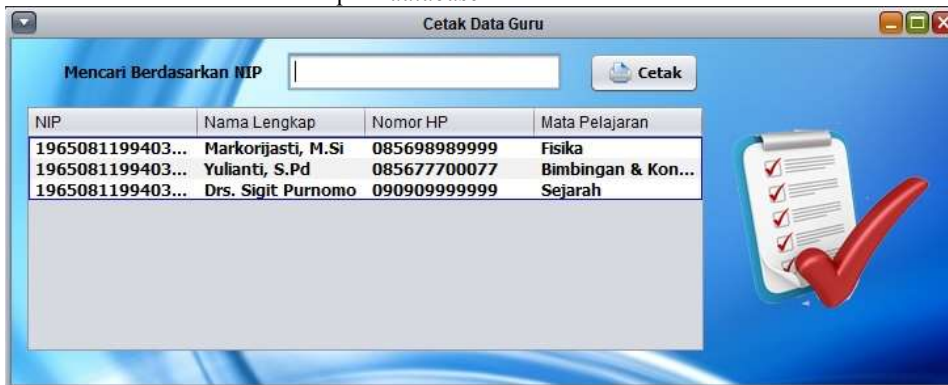 Cetak Data Guru
Mencari Berdasarkan NIP Cetak
NIP Nama Lengkap Nomor HP Mata Pelajaran
1965081199403... Markorijasti, M.Si 085698989999 Fisika
1965081199403... Yulianti, S.Pd 085677700077 Bimbingan & Kon...
1965081199403... Drs. Sigit Purnomo 090909999999 Sejarah